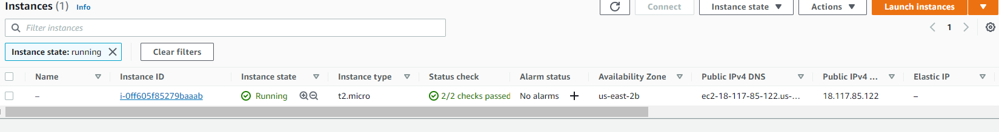 Instances (1) Info Connect Instance state Actions Launch instances
Filter instances 1
Instance state: running Clear filters
Name Instance ID Instance state Instance type Status check Alarm status Availability Zone Public IPv4 DNS Public IPv4 ... Elastic IP
– i-0ff605f85279baaab Running t2.micro 2/2 checks passed No alarms + us-east-2b ec2-18-117-85-122.us-... 18.117.85.122 –